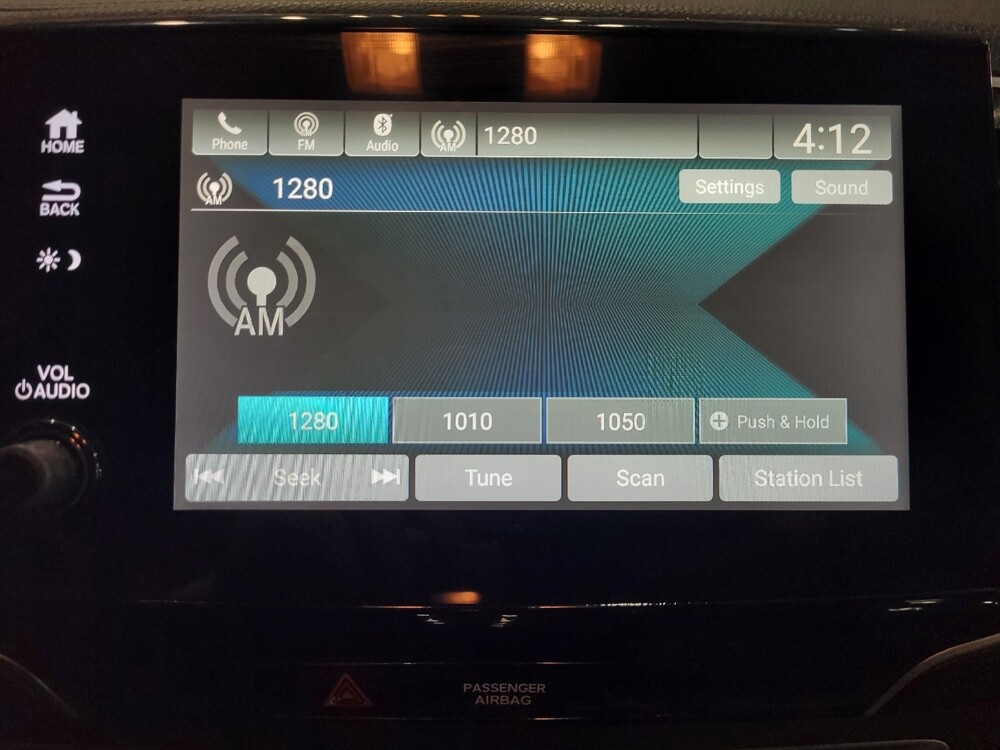 HOME
BACK
VOL
AUDIO
Phone
FM
Audio
AM
1280
4:12
AM
1280
Settings
Sound
AM
1280
1010
1050
Push & Hold
Seek
Tune
Scan
Station List
PASSENGER
AIRBAG